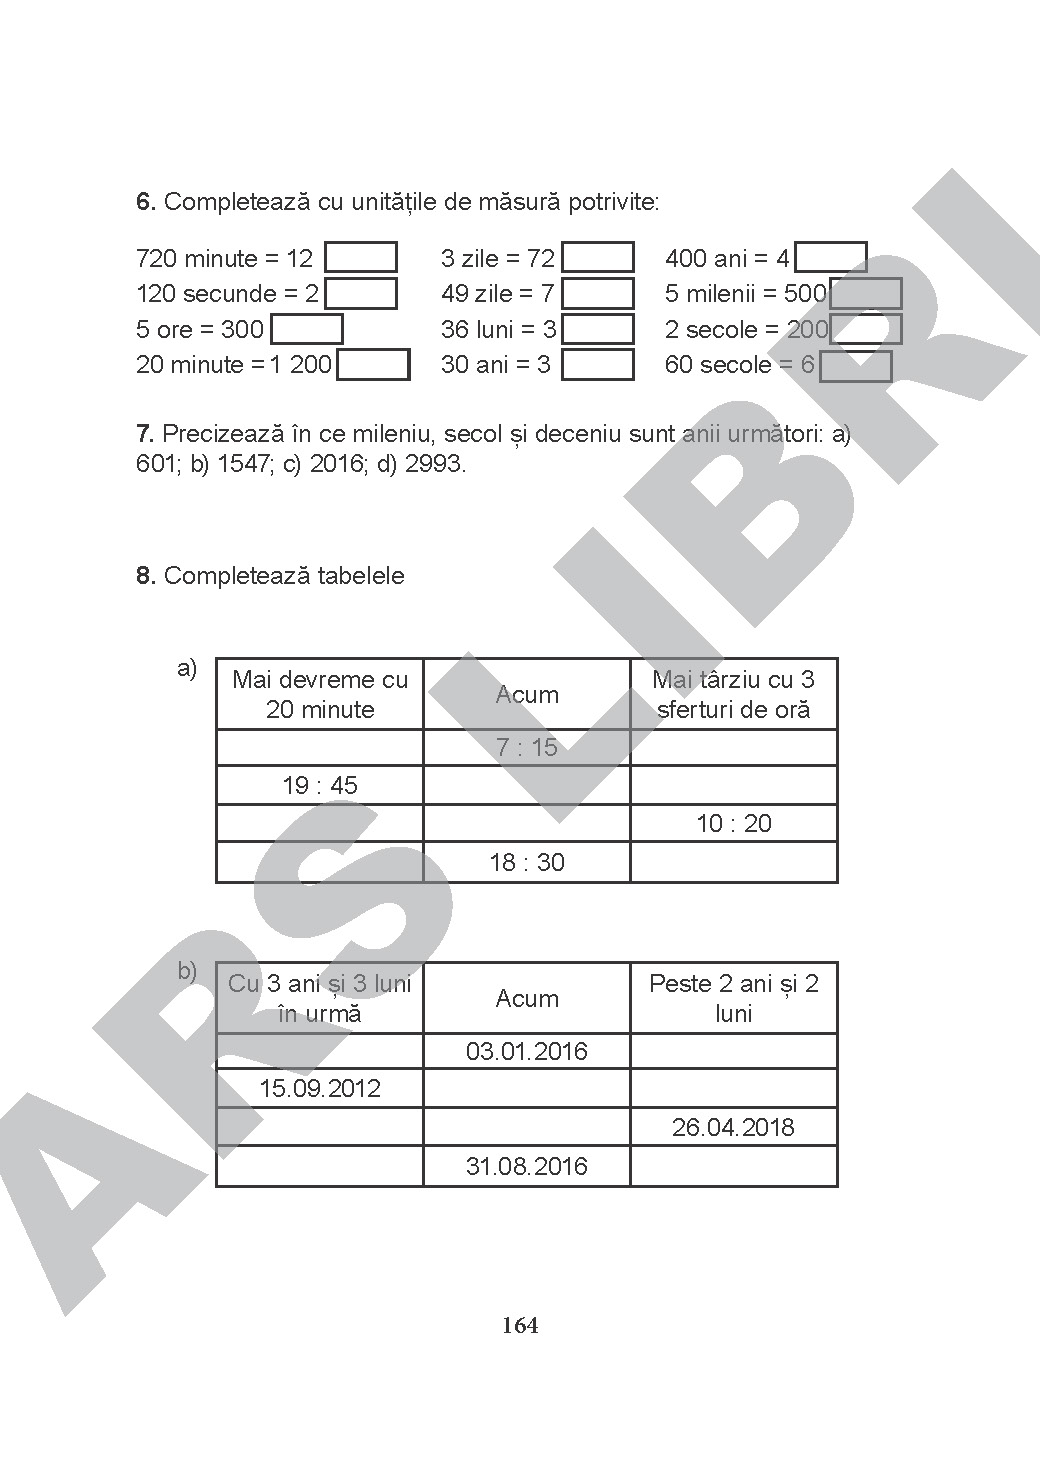 6. Completează cu unitățile de măsură potrivite:
720 minute = 12 3 zile = 72 400 ani = 4
120 secunde = 2 49 zile = 7 5 milenii = 500
5 ore = 300 36 luni = 3 2 secole = 200
20 minute = 1 200 30 ani = 3 60 secole = 6
7. Precizează în ce mileniu, secol și deceniu sunt anii următori: a)
601; b) 1547; c) 2016; d) 2993.
8. Completează tabelele
a)
Mai devreme cu
20 minute
Acum
Mai târziu cu 3
sferturi de oră
7 : 15
19 : 45
10 : 20
18 : 30
b)
Cu 3 ani și 3 luni
în urmă
Acum
Peste 2 ani și 2
luni
03.01.2016
15.09.2012
26.04.2018
31.08.2016
164
ARS LIBRI